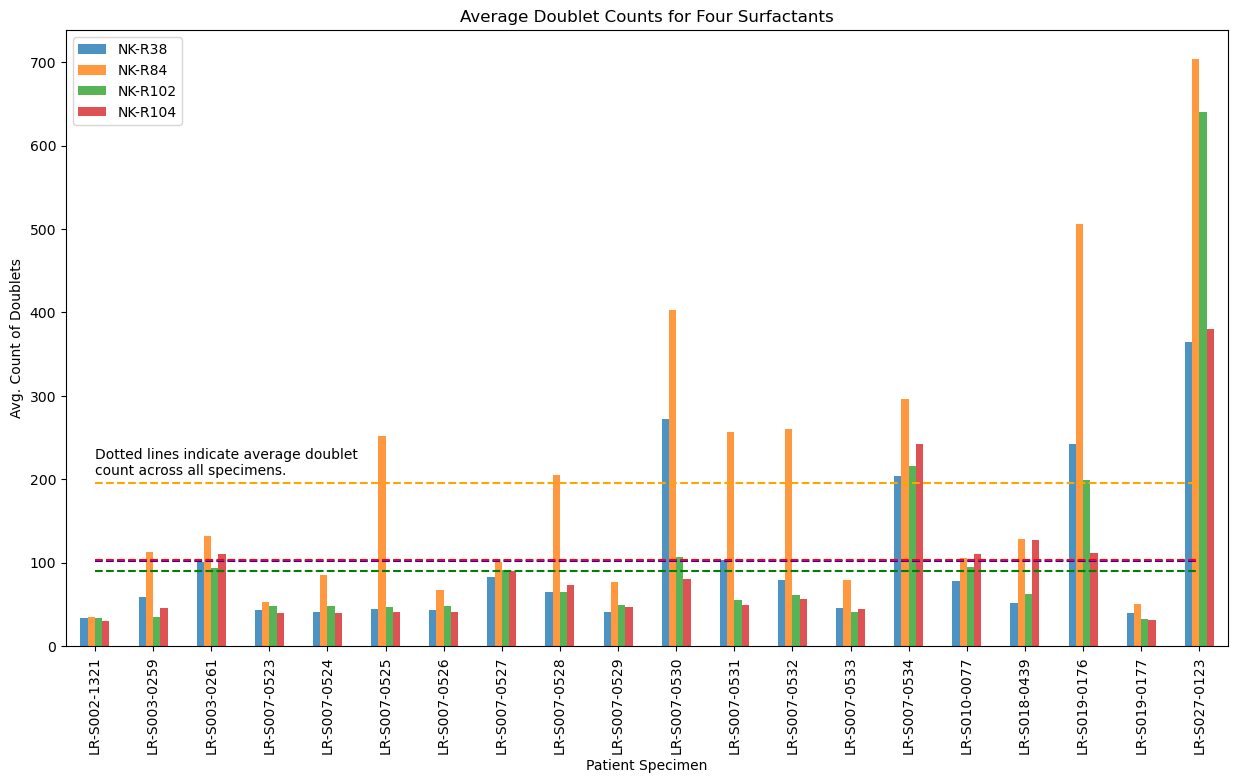 Average Doublet Counts for Four Surfactants
NK-R38
NK-R84
NK-R102
NK-R104
Avg. Count of Doublets
700
600
500
400
300
200
100
0
Dotted lines indicate average doublet
count across all specimens.
LR-S002-1321
LR-S003-0259
LR-S003-0261
LR-S007-0523
LR-S007-0524
LR-S007-0525
LR-S007-0526
LR-S007-0527
LR-S007-0528
LR-S007-0529
LR-S007-0530
LR-S007-0531
LR-S007-0532
LR-S007-0533
LR-S007-0534
LR-S010-0077
LR-S018-0439
LR-S019-0176
LR-S019-0177
LR-S027-0123
Patient Specimen